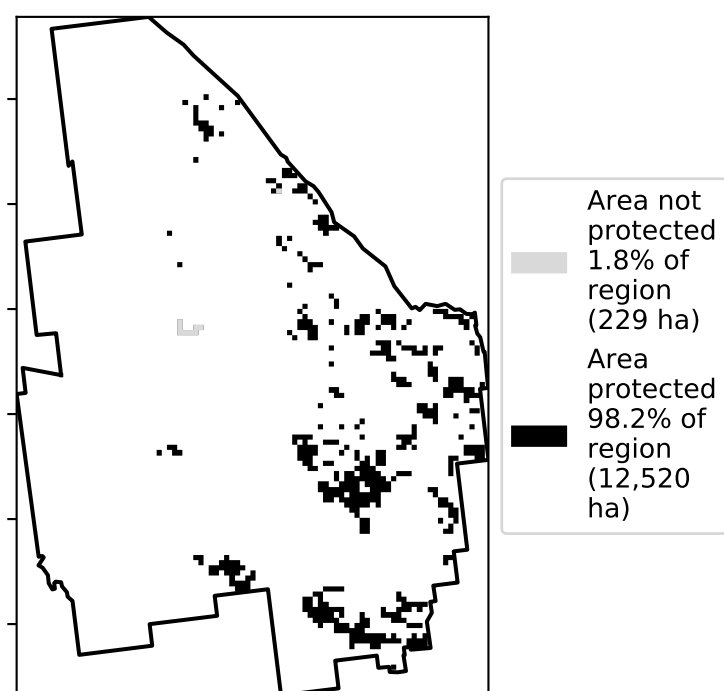 Area not
protected
1.8% of
region
(229 ha)
Area
protected
98.2% of
region
(12,520
ha)